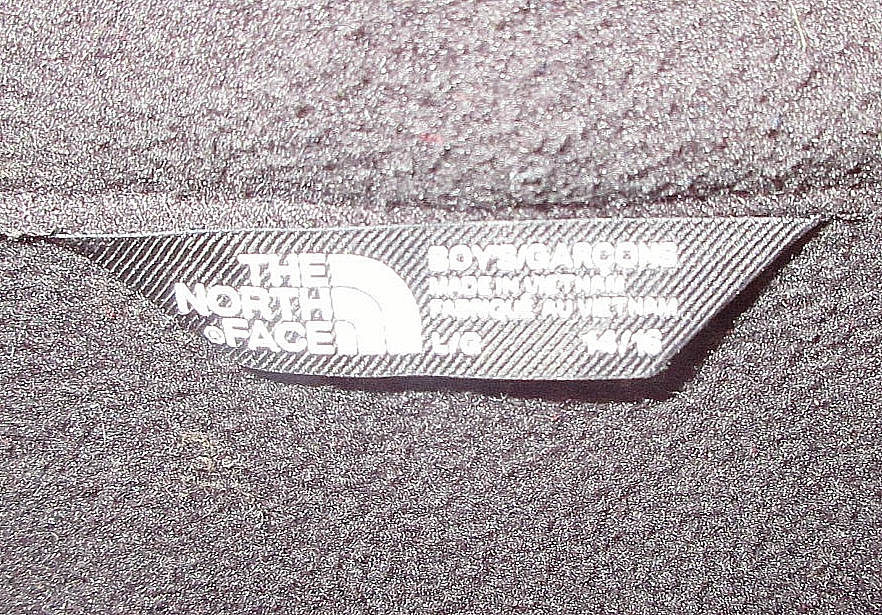 THE
NORTH
FACE
BOYS/GARCONS
MADE IN VIETNAM
FABRIQUÉ AU VIETNAM
L/G 14/16